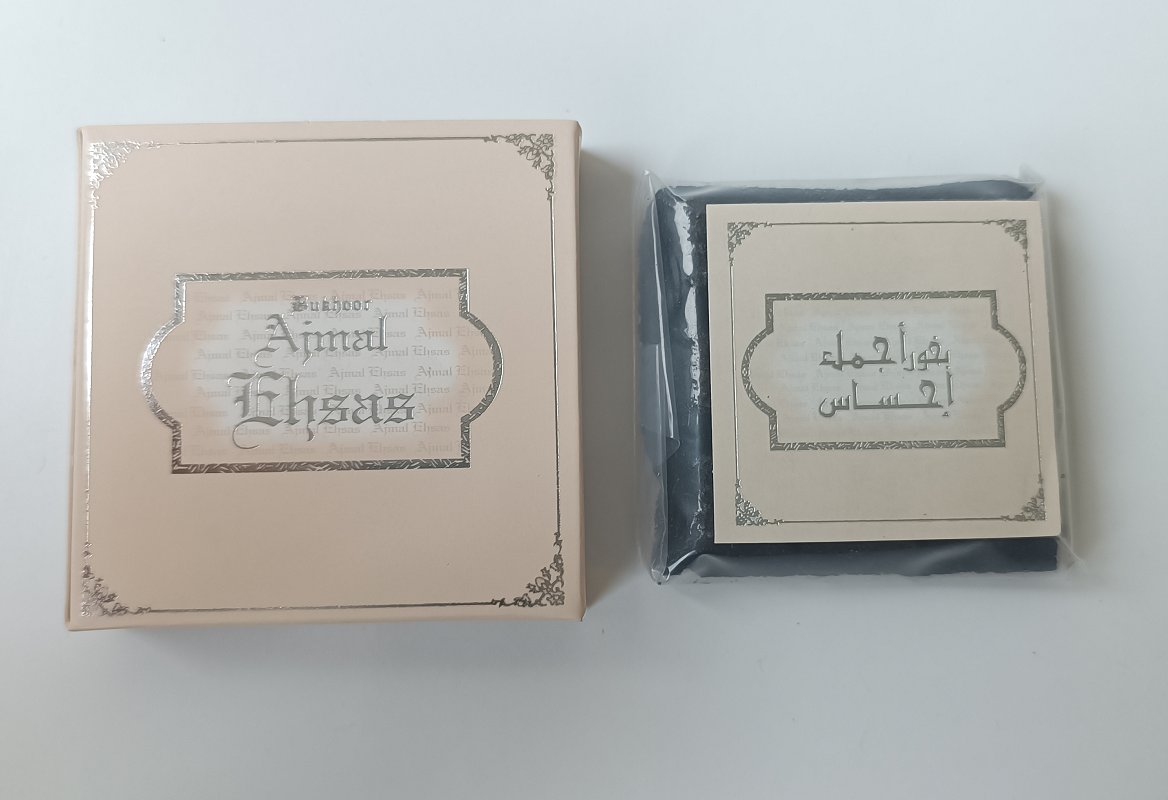 Bukhoor
Ajmal
Ehsas
بخور أجمل
إحساس